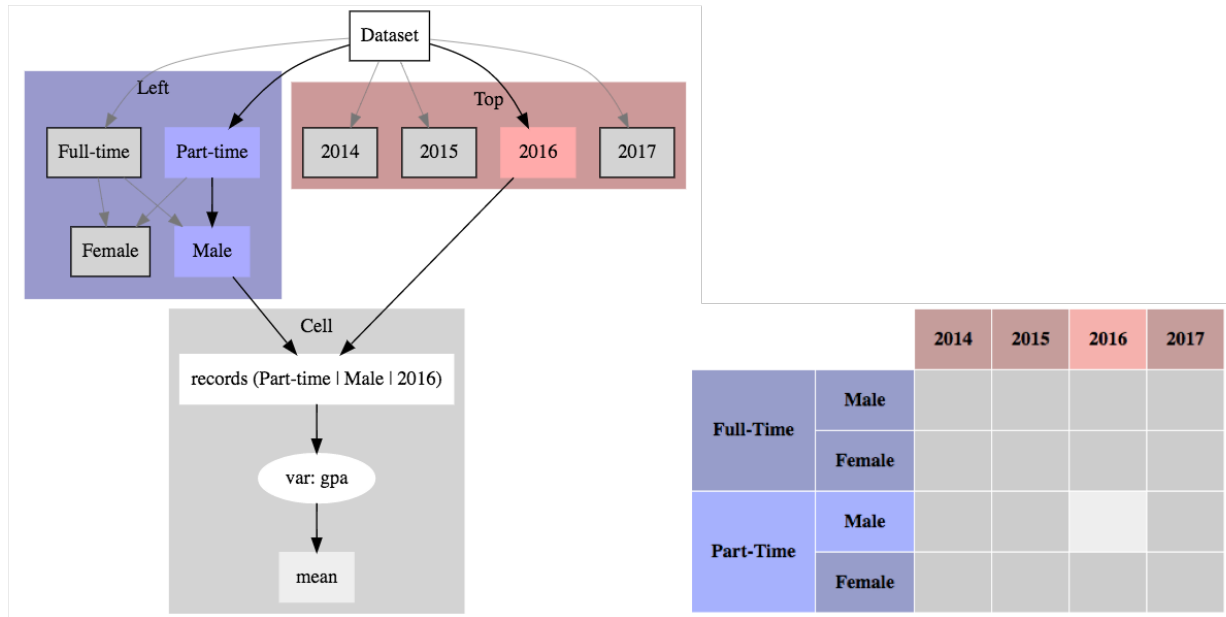 Dataset
Left
Top
Full-time
Part-time
2014
2015
2016
2017
Female
Male
Cell
records (Part-time | Male | 2016)
var: gpa
mean
2014 2015 2016 2017
Full-Time
Male
Female
Part-Time
Male
Female